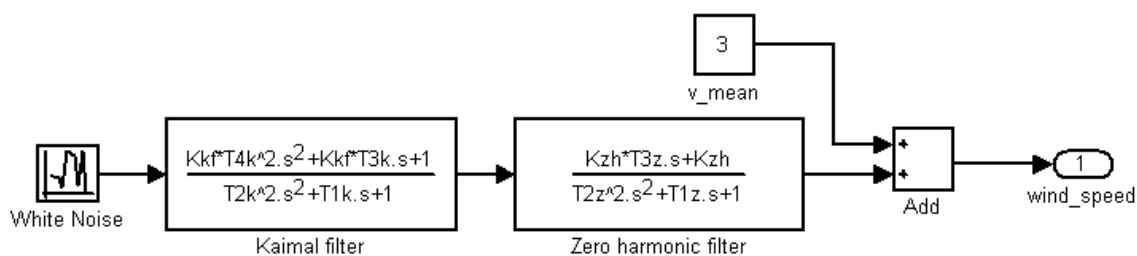 3
v_mean
Kkf*T4k^2.s²+Kkf*T3k.s+1
T2k^2.s²+T1k.s+1
Kzh*T3z.s+Kzh
T2z^2.s²+T1z.s+1
+
+
1
White Noise
Kaimal filter
Zero harmonic filter
Add
wind_speed